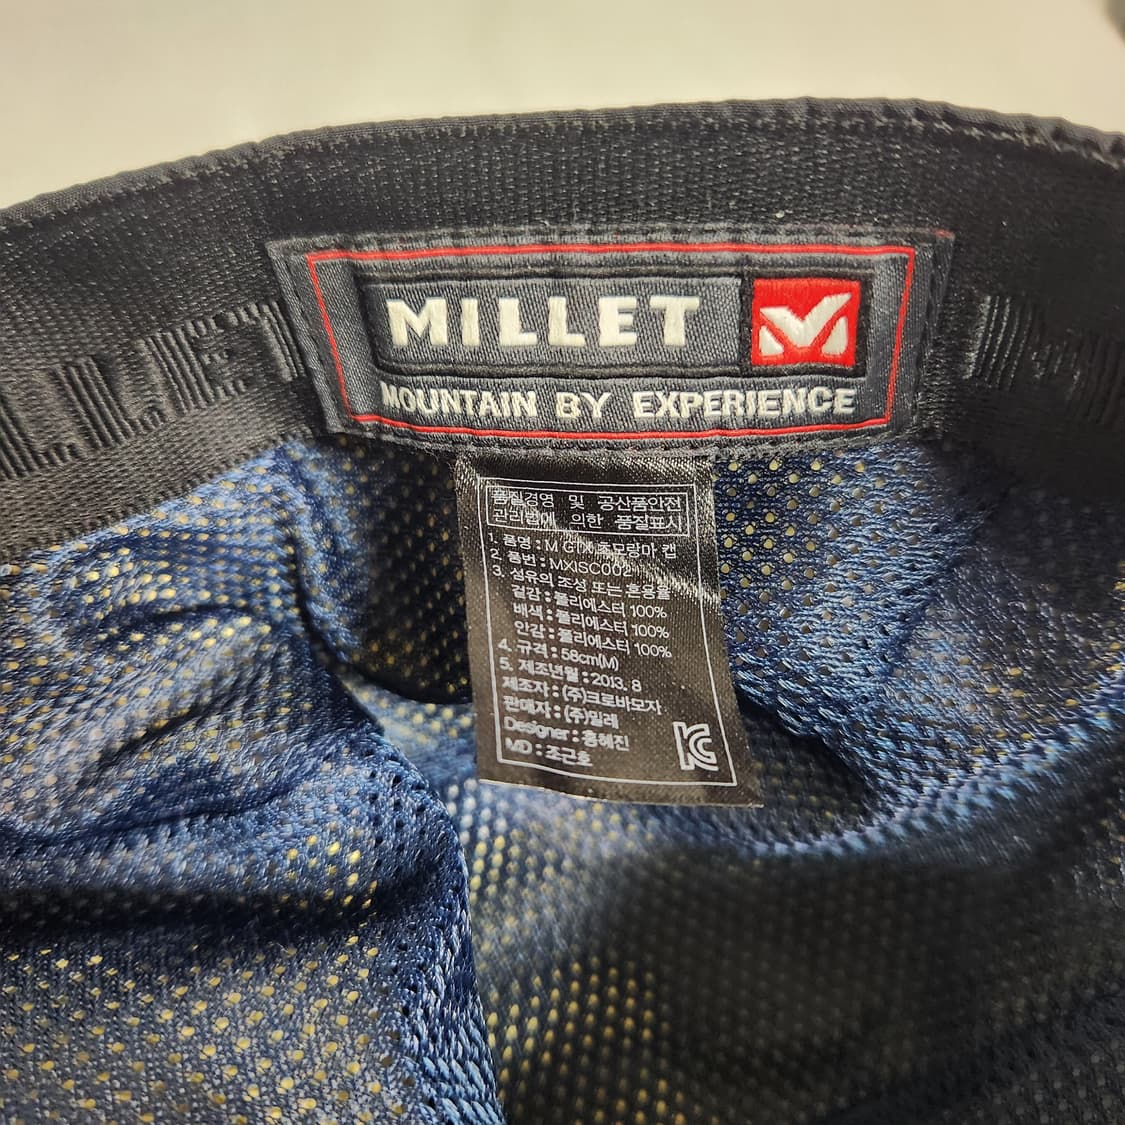 MILLET
MOUNTAIN BY EXPERIENCE
LLET
품질경영 및 공산품안전
관리법에 의한 품질표시
1. 품명 : M GTX 초모랑마 캡
2. 품번 : MXISC002
3. 섬유의 조성 또는 혼용율
겉감 : 폴리에스터 100%
배색 : 폴리에스터 100%
안감 : 폴리에스터 100%
4. 규격 : 58cm(M)
5. 제조년월 : 2013. 8
제조자 : (주)크로바모자
판매자 : (주)밀레
Designer : 홍혜진
MD : 조근호